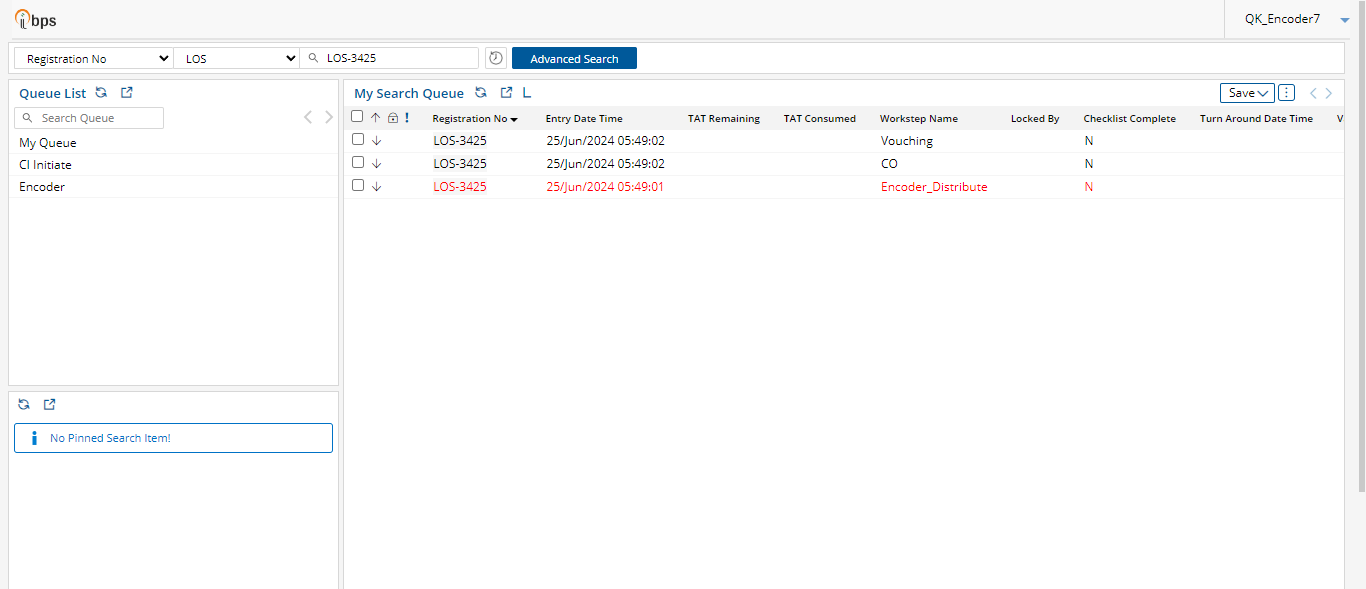 ibps
QK_Encoder7
Registration No LOS LOS-3425 Advanced Search
Queue List
Search Queue
My Queue
CI Initiate
Encoder
No Pinned Search Item!
My Search Queue L Save
Registration No Entry Date Time TAT Remaining TAT Consumed Workstep Name Locked By Checklist Complete Turn Around Date Time V
LOS-3425 25/Jun/2024 05:49:02 Vouching N
LOS-3425 25/Jun/2024 05:49:02 CO N
LOS-3425 25/Jun/2024 05:49:01 Encoder_Distribute N